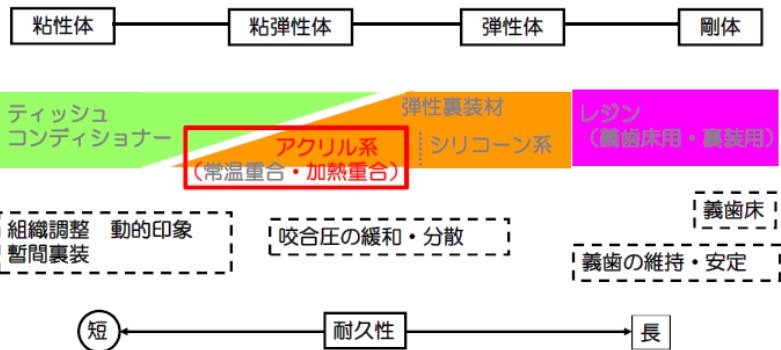 粘性体 粘弾性体 弾性体 剛体
ティッシュ
コンディショナー
弾性裏装材
アクリル系
(常温重合・加熱重合)
シリコーン系
レジン
(義歯床用・裏装用)
組織調整 動的印象
暫間裏装
咬合圧の緩和・分散
義歯床
義歯の維持・安定
短 耐久性 長